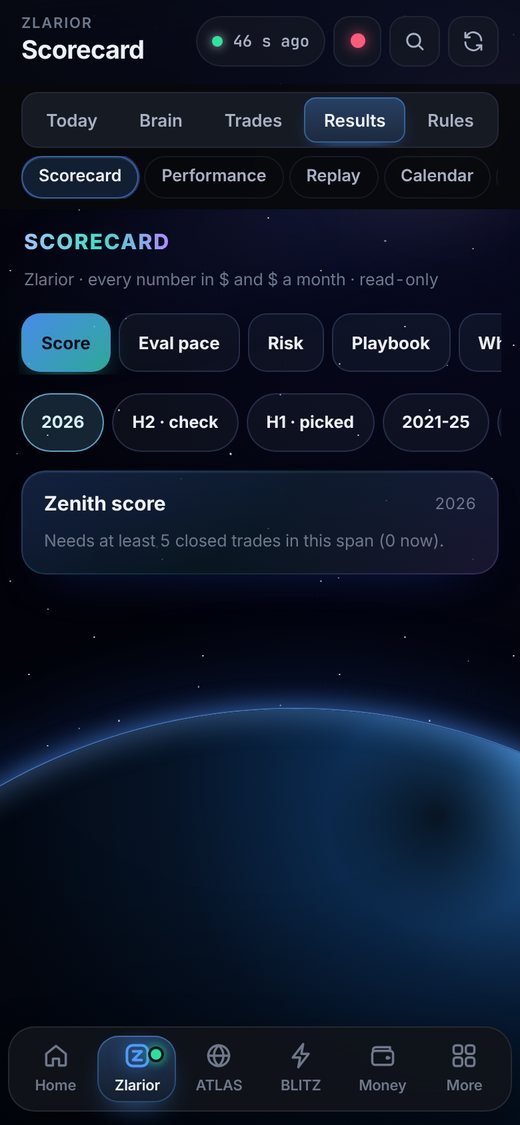 ZLARIOR
Scorecard
46 s ago
Today Brain Trades Results Rules
Scorecard Performance Replay Calendar
SCORECARD
Zlarior · every number in $ and $ a month · read-only
Score Eval pace Risk Playbook
2026 H2 · check H1 · picked 2021-25
Zenith score 2026
Needs at least 5 closed trades in this span (0 now).
Home Zlarior ATLAS BLITZ Money More